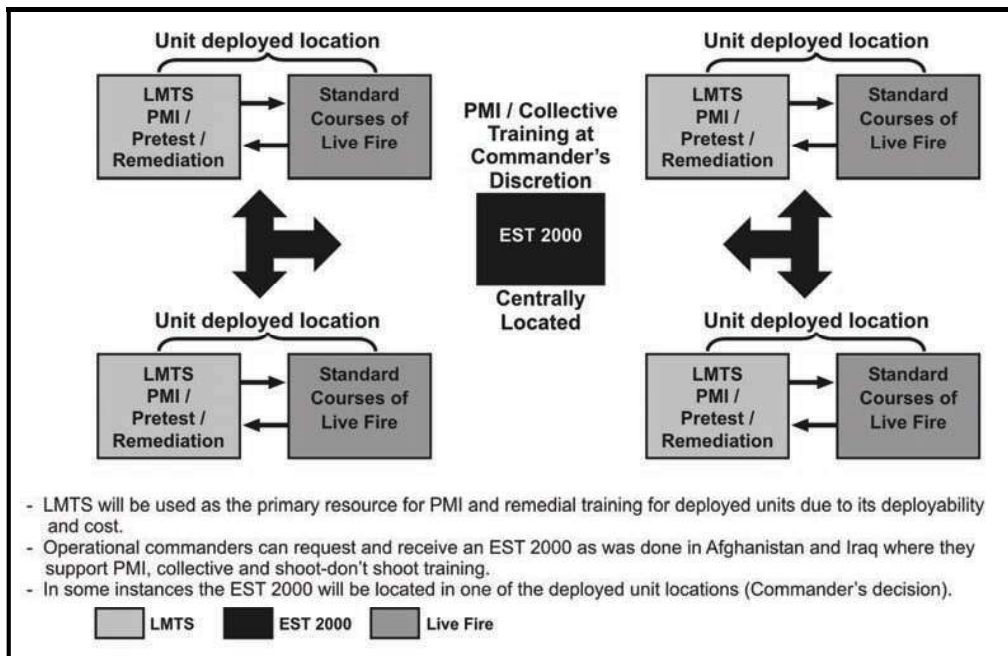 Unit deployed location
LMTS
PMI /
Pretest /
Remediation
Standard
Courses of
Live Fire
PMI / Collective
Training at
Commander’s
Discretion
EST 2000
Centrally
Located
Unit deployed location
LMTS
PMI /
Pretest /
Remediation
Standard
Courses of
Live Fire
Unit deployed location
LMTS
PMI /
Pretest /
Remediation
Standard
Courses of
Live Fire
Unit deployed location
LMTS
PMI /
Pretest /
Remediation
Standard
Courses of
Live Fire
- LMTS will be used as the primary resource for PMI and remedial training for deployed units due to its deployability
and cost.
- Operational commanders can request and receive an EST 2000 as was done in Afghanistan and Iraq where they
support PMI, collective and shoot-don’t shoot training.
- In some instances the EST 2000 will be located in one of the deployed unit locations (Commander’s decision).
LMTS
EST 2000
Live Fire